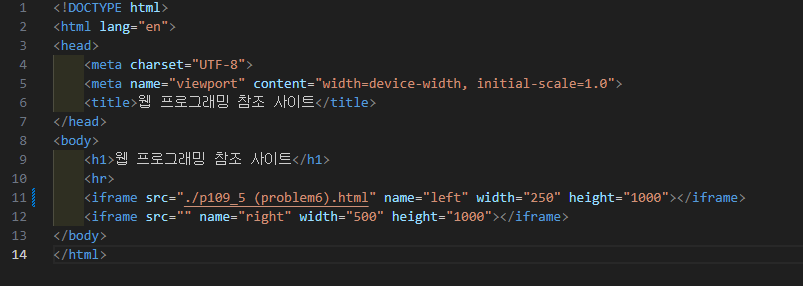 1 <!DOCTYPE html>
2 <html lang="en">
3 <head>
4     <meta charset="UTF-8">
5     <meta name="viewport" content="width=device-width, initial-scale=1.0">
6     <title>웹 프로그래밍 참조 사이트</title>
7 </head>
8 <body>
9     <h1>웹 프로그래밍 참조 사이트</h1>
10     <hr>
11     <iframe src="./p109_5 (problem6).html" name="left" width="250" height="1000"></iframe>
12     <iframe src="" name="right" width="500" height="1000"></iframe>
13 </body>
14 </html>